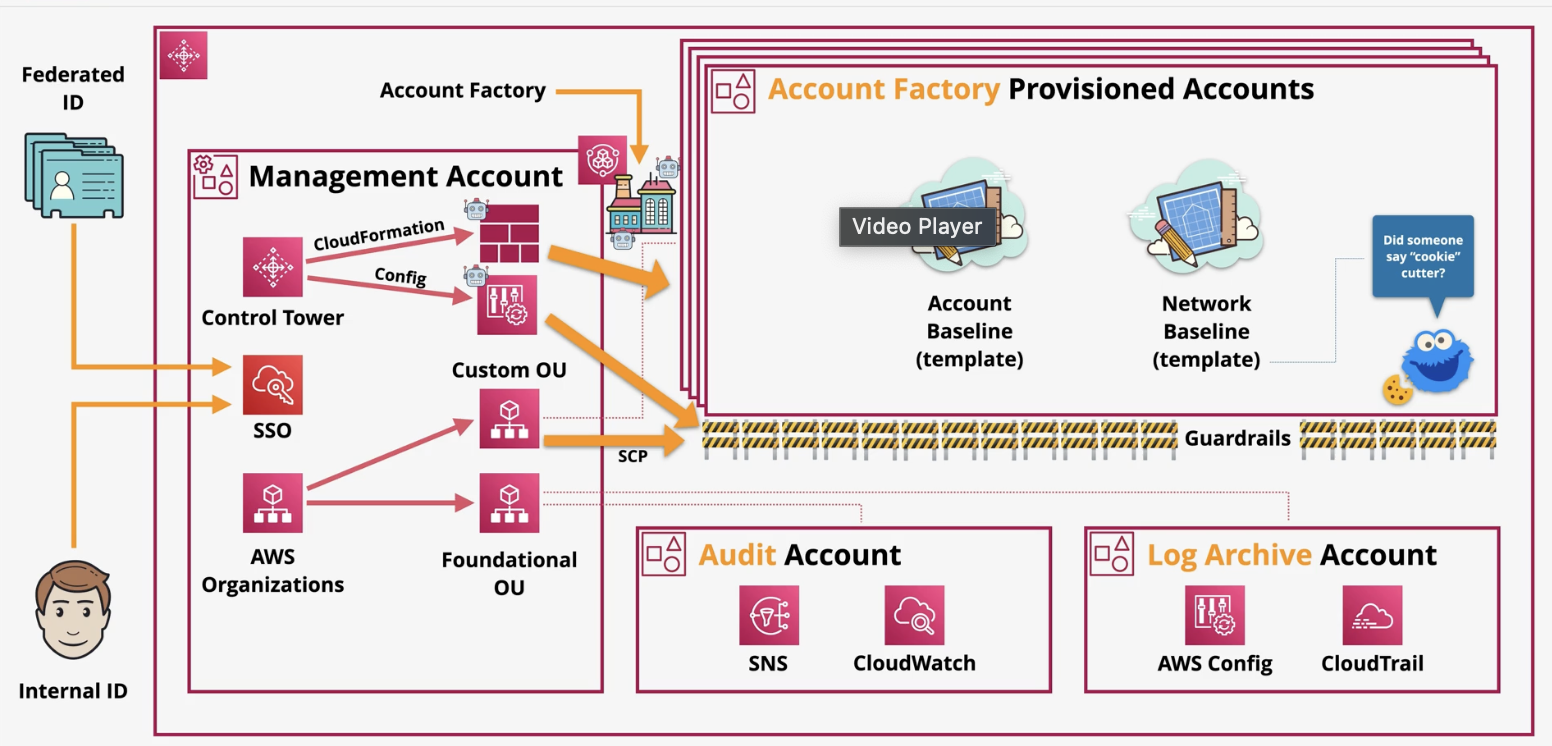 Federated
ID
Account Factory
Account Factory Provisioned Accounts
Management Account
CloudFormation
Config
Control Tower
Video Player
Account
Baseline
(template)
Network
Baseline
(template)
Did someone
say "cookie"
cutter?
Custom OU
SSO
SCP
Guardrails
AWS
Organizations
Foundational
OU
Audit Account
SNS
CloudWatch
Log Archive Account
AWS Config
CloudTrail
Internal ID